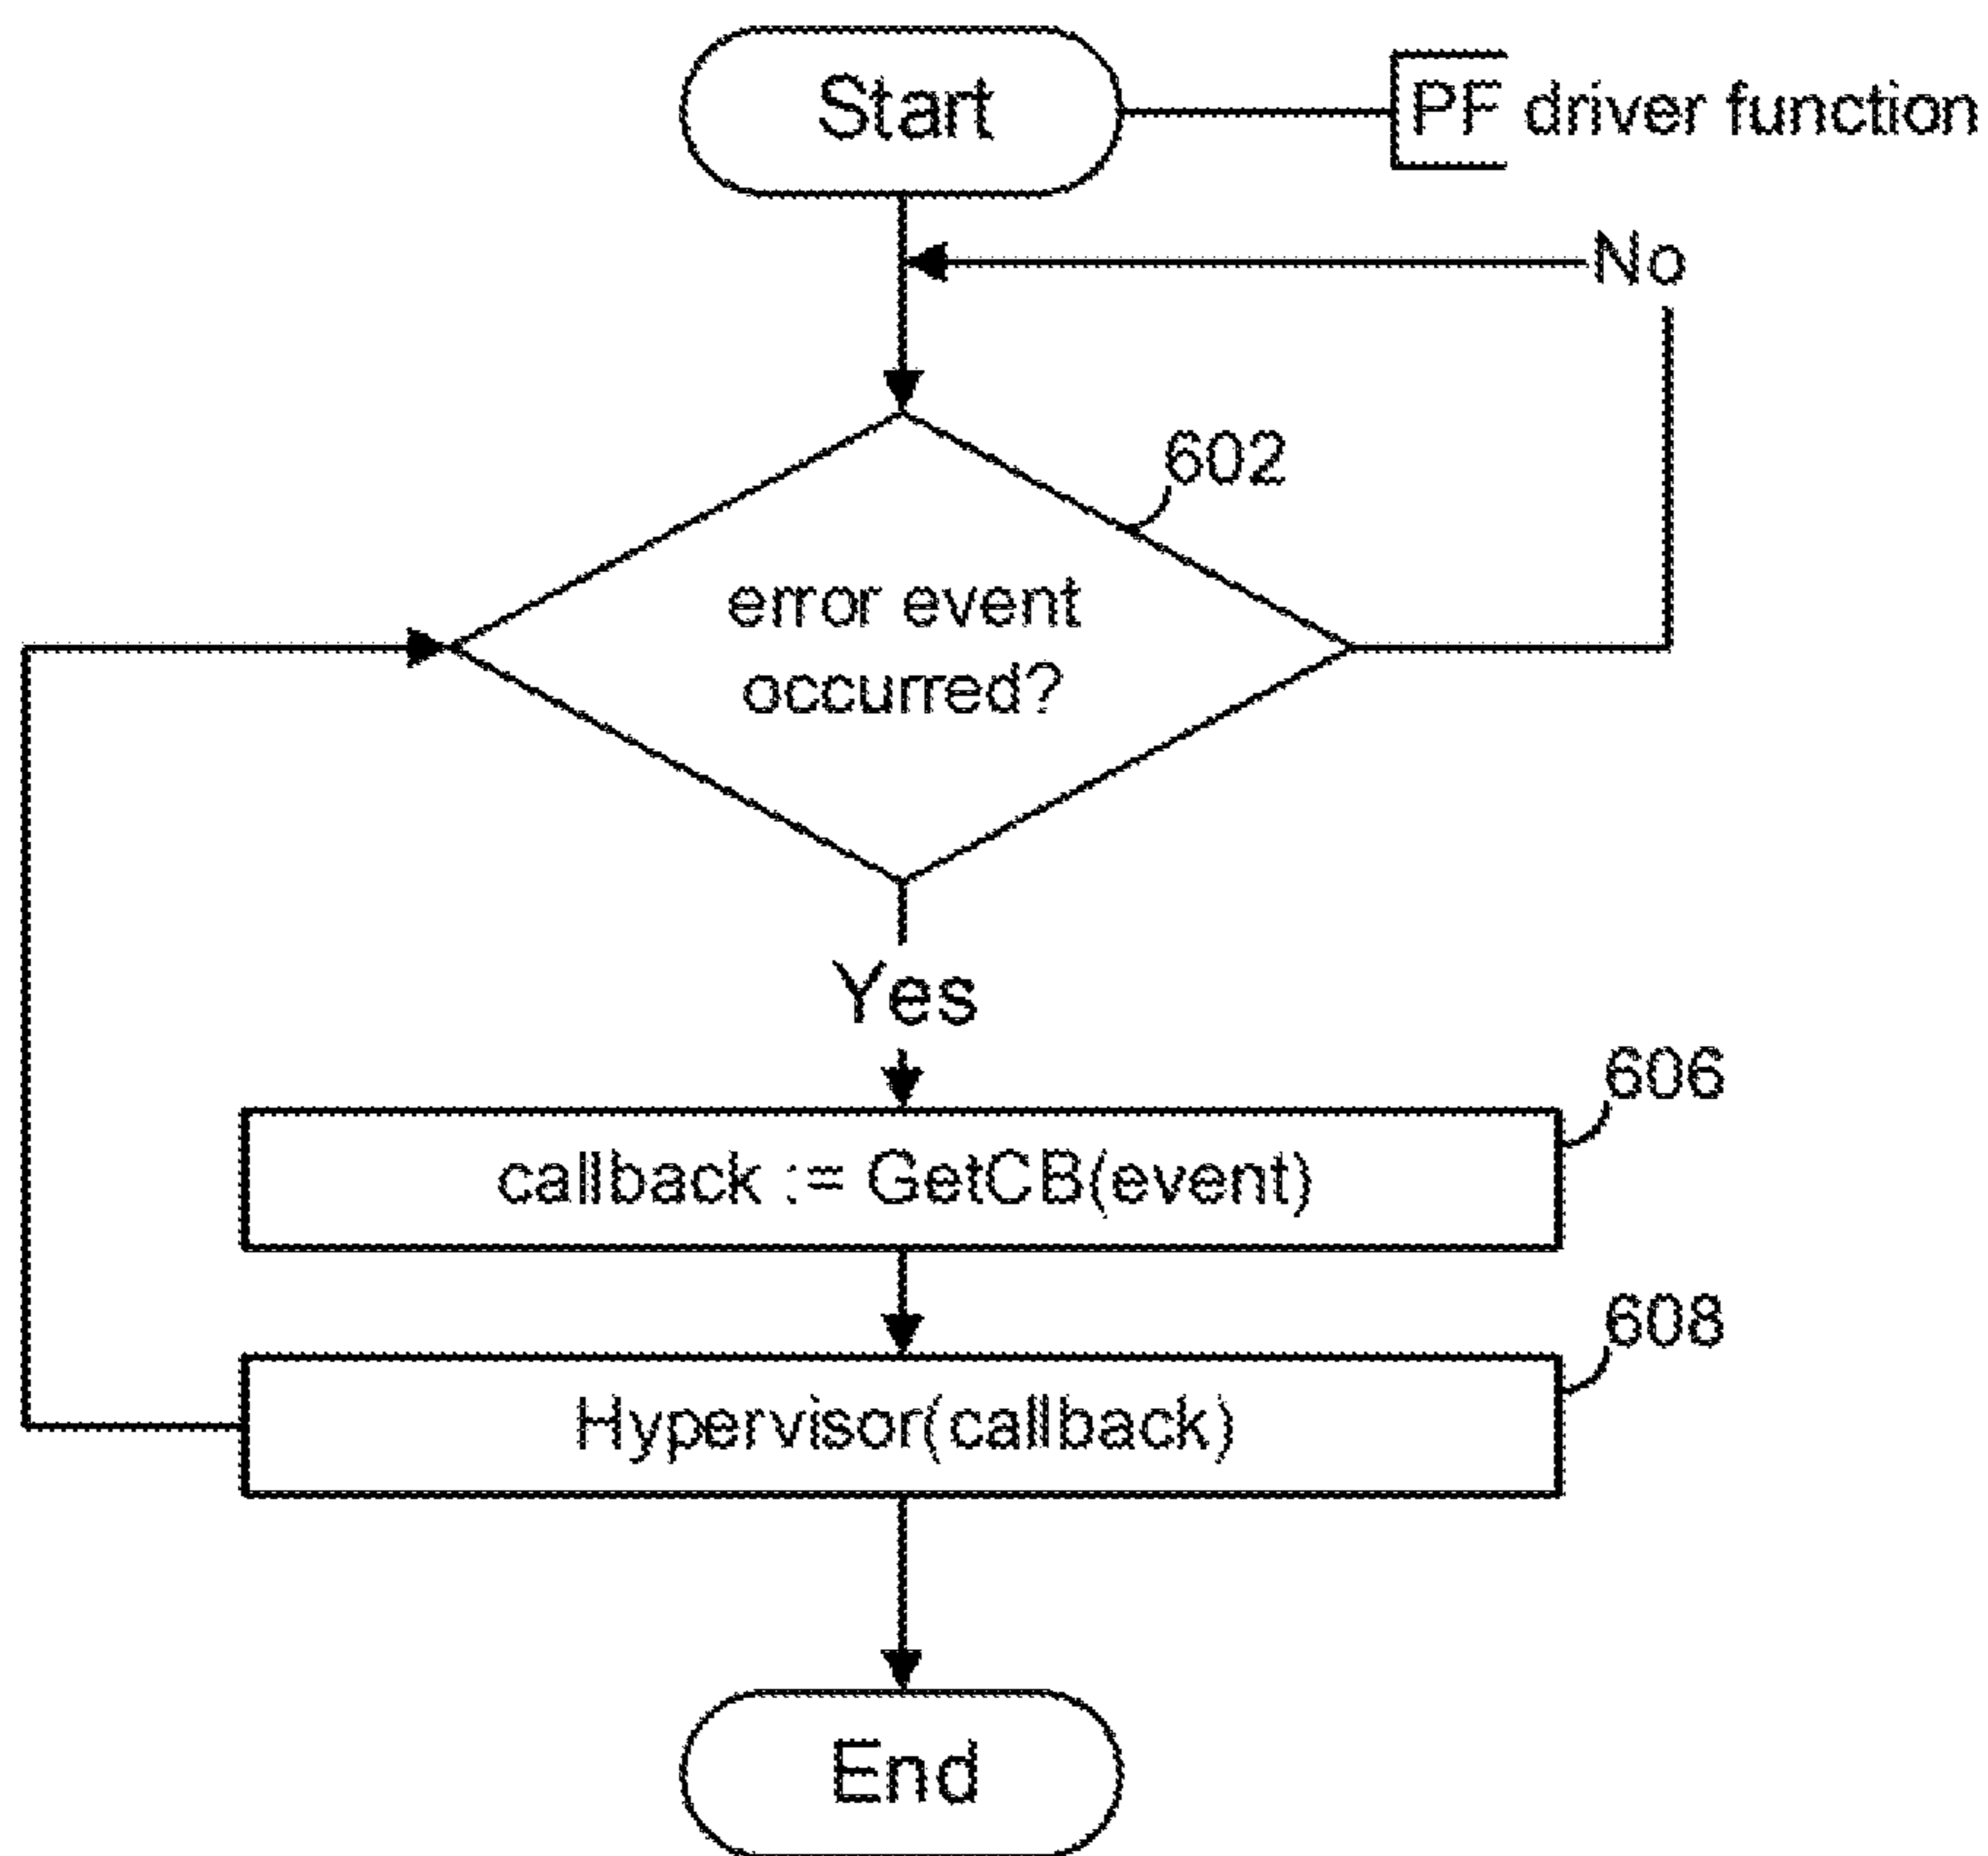 Start
PF driver function
No
602
error event
occurred?
Yes
606
callback := GetCB(event)
608
Hypervisor(callback)
End